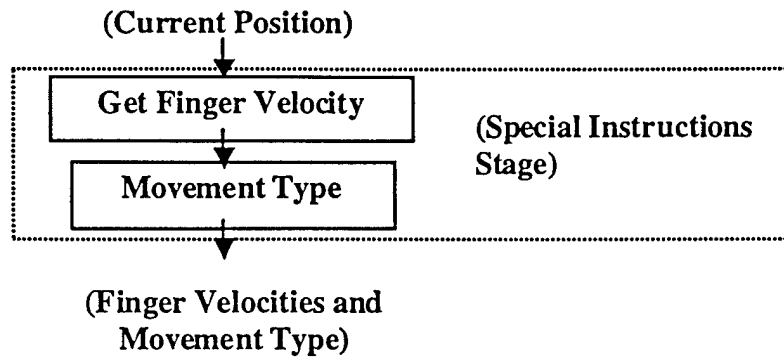 (Current Position)
Get Finger Velocity
(Special Instructions
Stage)
Movement Type
(Finger Velocities and
Movement Type)